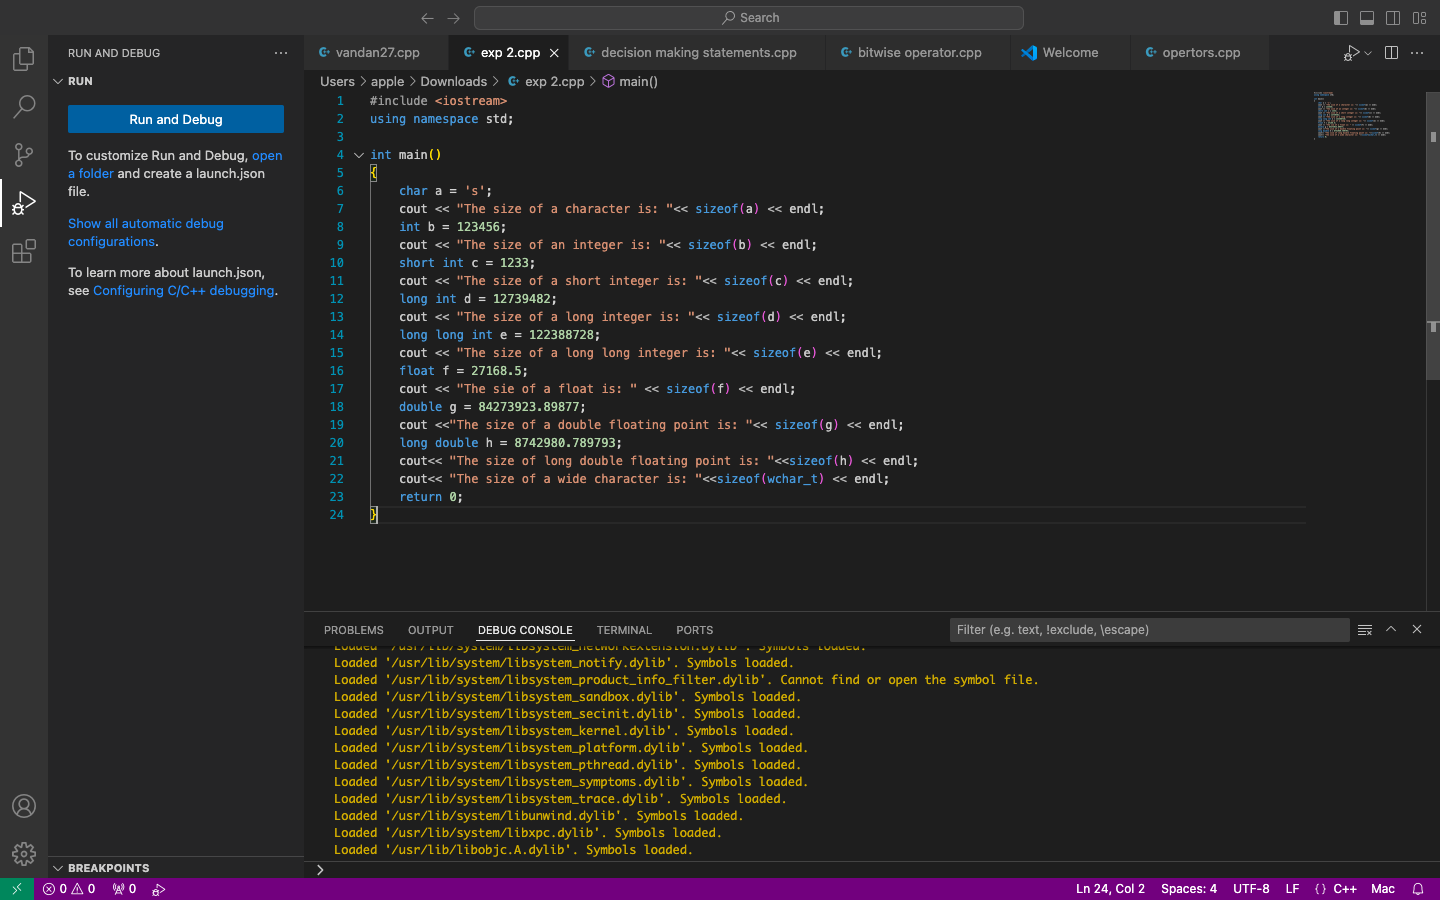 Search
RUN AND DEBUG
RUN
Run and Debug
To customize Run and Debug, open
a folder and create a launch.json
file.
Show all automatic debug
configurations.
To learn more about launch.json,
see Configuring C/C++ debugging.
BREAKPOINTS
vandan27.cpp
exp 2.cpp
decision making statements.cpp
bitwise operator.cpp
Welcome
opertors.cpp
Users > apple > Downloads > exp 2.cpp > main()
1 #include <iostream>
2 using namespace std;
3
4 int main()
5 {
6 char a = 's';
7 cout << "The size of a character is: "<< sizeof(a) << endl;
8 int b = 123456;
9 cout << "The size of an integer is: "<< sizeof(b) << endl;
10 short int c = 1233;
11 cout << "The size of a short integer is: "<< sizeof(c) << endl;
12 long int d = 12739482;
13 cout << "The size of a long integer is: "<< sizeof(d) << endl;
14 long long int e = 122388728;
15 cout << "The size of a long long integer is: "<< sizeof(e) << endl;
16 float f = 27168.5;
17 cout << "The sie of a float is: " << sizeof(f) << endl;
18 double g = 84273923.89877;
19 cout <<"The size of a double floating point is: "<< sizeof(g) << endl;
20 long double h = 8742980.789793;
21 cout<< "The size of long double floating point is: "<<sizeof(h) << endl;
22 cout<< "The size of a wide character is: "<<sizeof(wchar_t) << endl;
23 return 0;
24 }
PROBLEMS OUTPUT DEBUG CONSOLE TERMINAL PORTS
Filter (e.g. text, !exclude, \escape)
Loaded '/usr/lib/system/libsystem_networkextension.dylib'. Symbols loaded.
Loaded '/usr/lib/system/libsystem_notify.dylib'. Symbols loaded.
Loaded '/usr/lib/system/libsystem_product_info_filter.dylib'. Cannot find or open the symbol file.
Loaded '/usr/lib/system/libsystem_sandbox.dylib'. Symbols loaded.
Loaded '/usr/lib/system/libsystem_secinit.dylib'. Symbols loaded.
Loaded '/usr/lib/system/libsystem_kernel.dylib'. Symbols loaded.
Loaded '/usr/lib/system/libsystem_platform.dylib'. Symbols loaded.
Loaded '/usr/lib/system/libsystem_pthread.dylib'. Symbols loaded.
Loaded '/usr/lib/system/libsystem_symptoms.dylib'. Symbols loaded.
Loaded '/usr/lib/system/libsystem_trace.dylib'. Symbols loaded.
Loaded '/usr/lib/system/libunwind.dylib'. Symbols loaded.
Loaded '/usr/lib/system/libxpc.dylib'. Symbols loaded.
Loaded '/usr/lib/libobjc.A.dylib'. Symbols loaded.
0 0 0
Ln 24, Col 2 Spaces: 4 UTF-8 LF {} C++ Mac